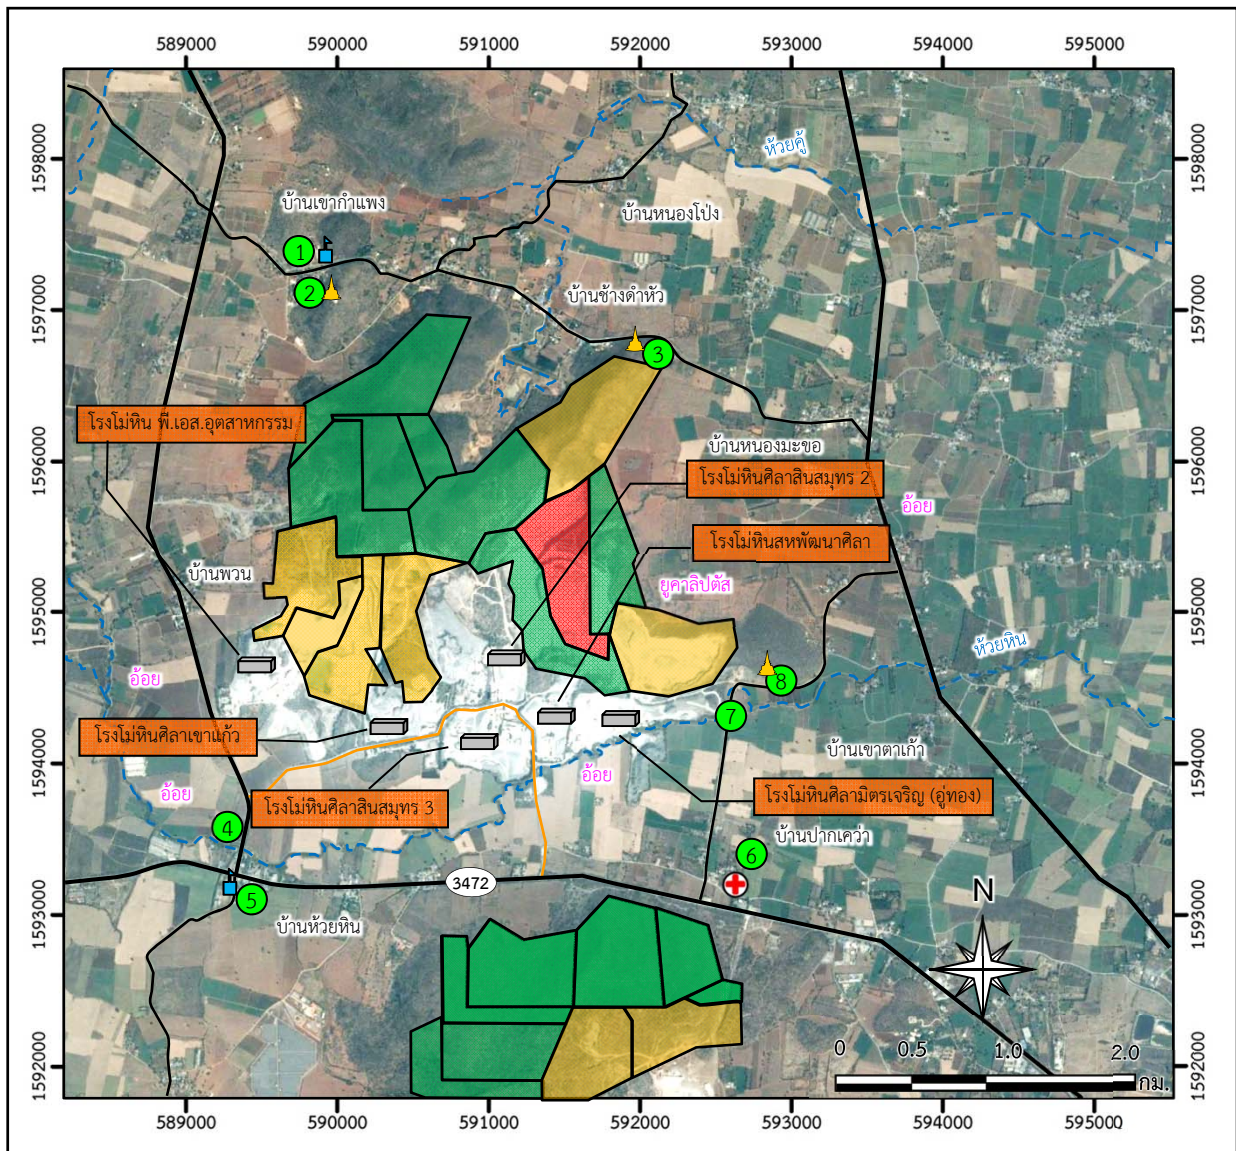 589000 590000 591000 592000 593000 594000 595000
1598000 1598000
ห้วยคู้
บ้านเขากำแพง
บ้านหนองโป่ง
1
2
1597000 1597000
บ้านช้างดำหัว
3
โรงโม่หิน พี.เอส.อุตสาหกรรม
บ้านหนองมะขอ
1596000 1596000
โรงโม่หินศิลาสินสมุทร 2
อ้อย
โรงโม่หินสหพัฒนาศิลา
บ้านพวน
ยูคาลิปตัส
1595000 1595000
ห้วยหิน
อ้อย
8
7
โรงโม่หินศิลาเขาแก้ว
บ้านเขาตาเก้า
1594000 1594000
อ้อย
อ้อย
โรงโม่หินศิลาสินสมุทร 3
โรงโม่หินศิลามิตรเจริญ (อู่ทอง)
4
บ้านปากเคว่า
6
3472
5
1593000 1593000
บ้านห้วยหิน
N
1592000 1592000
0 0.5 1.0 2.0
กม.
589000 590000 591000 592000 593000 594000 595000